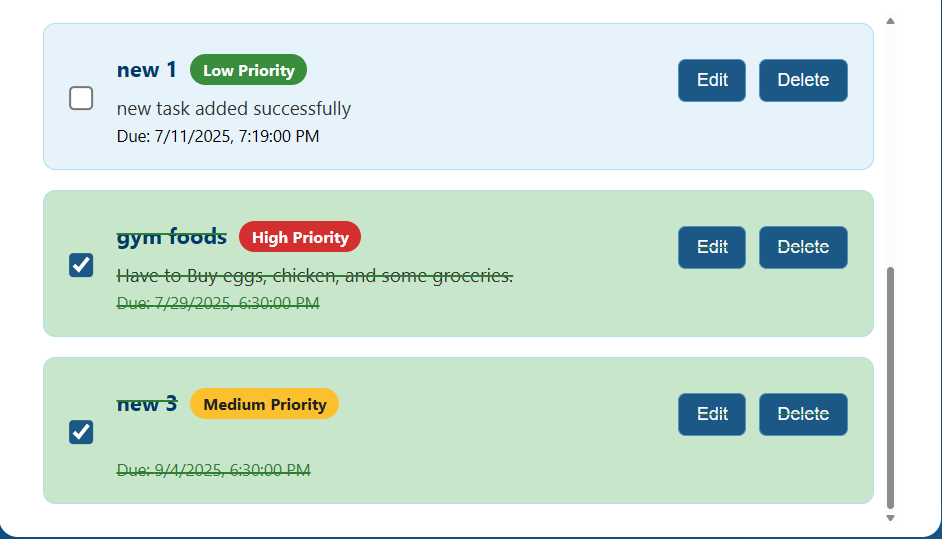 new 1 Low Priority Edit Delete
new task added successfully
Due: 7/11/2025, 7:19:00 PM
gym foods High Priority Edit Delete
Have to Buy eggs, chicken, and some groceries.
Due: 7/29/2025, 6:30:00 PM
new 3 Medium Priority Edit Delete
Due: 9/4/2025, 6:30:00 PM